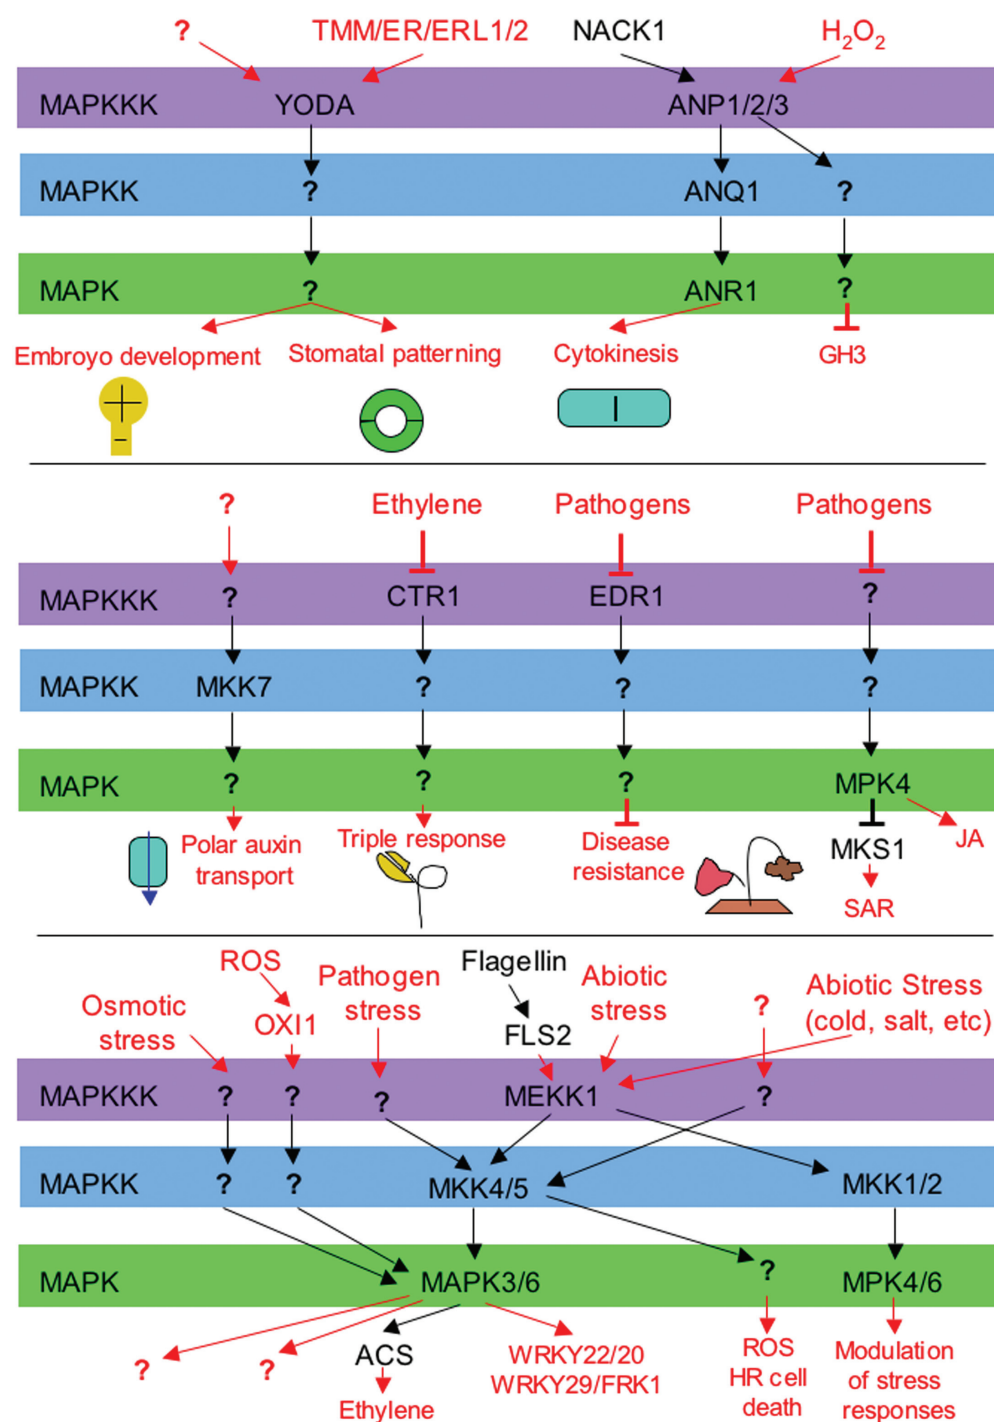 ? TMM/ER/ERL1/2 NACK1 H2O2
MAPKKK YODA ANP1/2/3
MAPKK ? ANQ1 ?
MAPK ? ANR1 ?
Embroyo development Stomatal patterning Cytokinesis GH3
? Ethylene Pathogens Pathogens
MAPKKK ? CTR1 EDR1 ?
MAPKK MKK7 ? ? ?
MAPK ? ? ? MPK4
Polar auxin
transport
Triple response
Disease
resistance
MKS1
JA
SAR
Osmotic
stress
ROS
OXI1
Pathogen
stress
Flagellin
FLS2
Abiotic
stress
?
Abiotic Stress
(cold, salt, etc)
MAPKKK ? ? ? MEKK1 ?
MAPKK ? ? MKK4/5 MKK1/2
MAPK MAPK3/6 ? MPK4/6
? ?
ACS
Ethylene
WRKY22/20
WRKY29/FRK1
ROS
HR cell
death
Modulation
of stress
responses